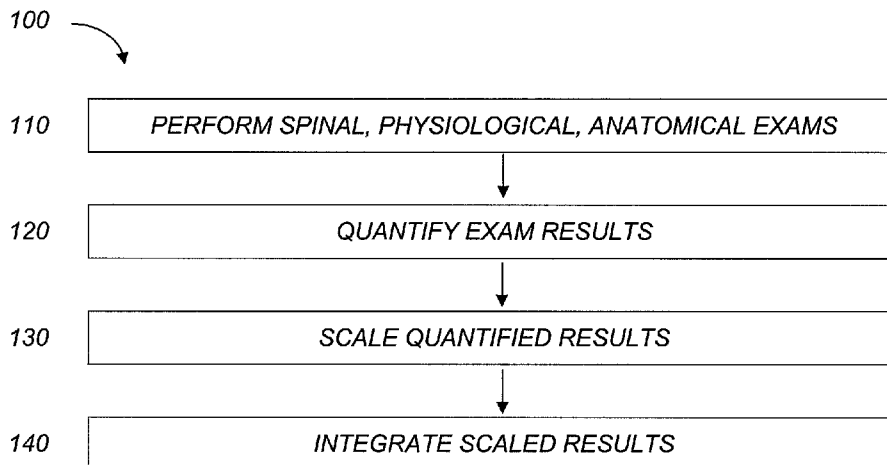 100
110 PERFORM SPINAL, PHYSIOLOGICAL, ANATOMICAL EXAMS
120 QUANTIFY EXAM RESULTS
130 SCALE QUANTIFIED RESULTS
140 INTEGRATE SCALED RESULTS